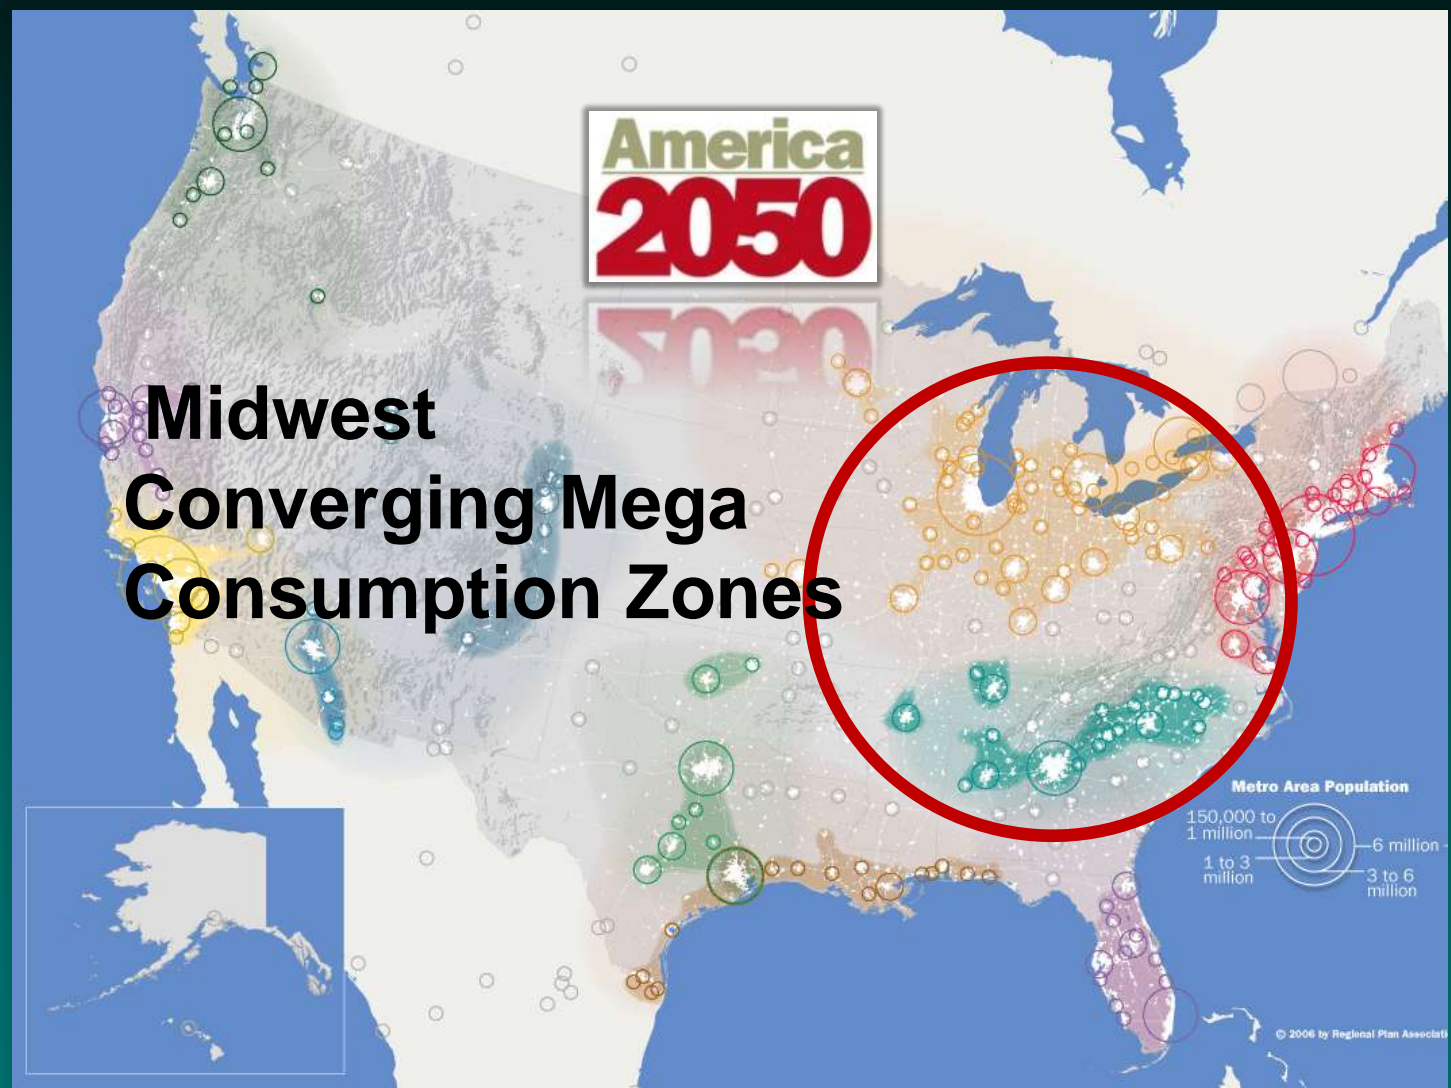 America
2050
Midwest
Converging Mega
Consumption Zones
Metro Area Population
150,000 to
1 million
1 to 3
million
6 million
3 to 6
million
© 2006 by Regional Plan Associati